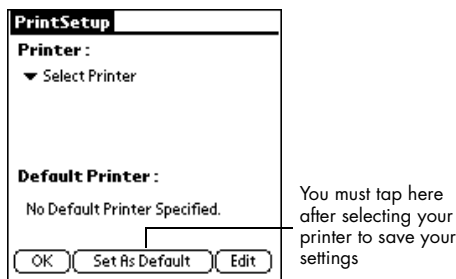 PrintSetup
Printer:
Select Printer
Default Printer:
No Default Printer Specified.
OK Set As Default Edit
You must tap here
after selecting your
printer to save your
settings